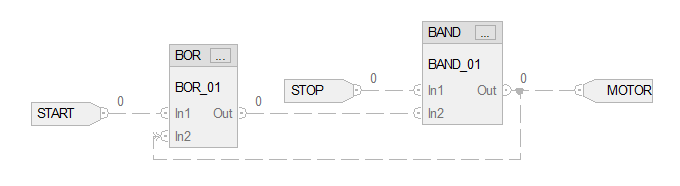 BAND ...
BOR ...
BAND_01
0
0
BOR_01
STOP
In1
Out
MOTOR
0
0
START
In1
Out
In2
In2